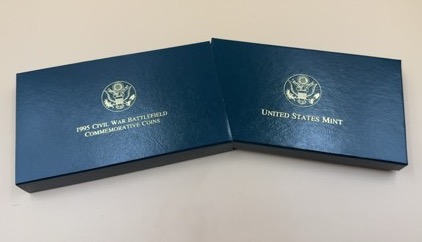 1995 Civil War Battlefield
Commemorative Coins
United States Mint